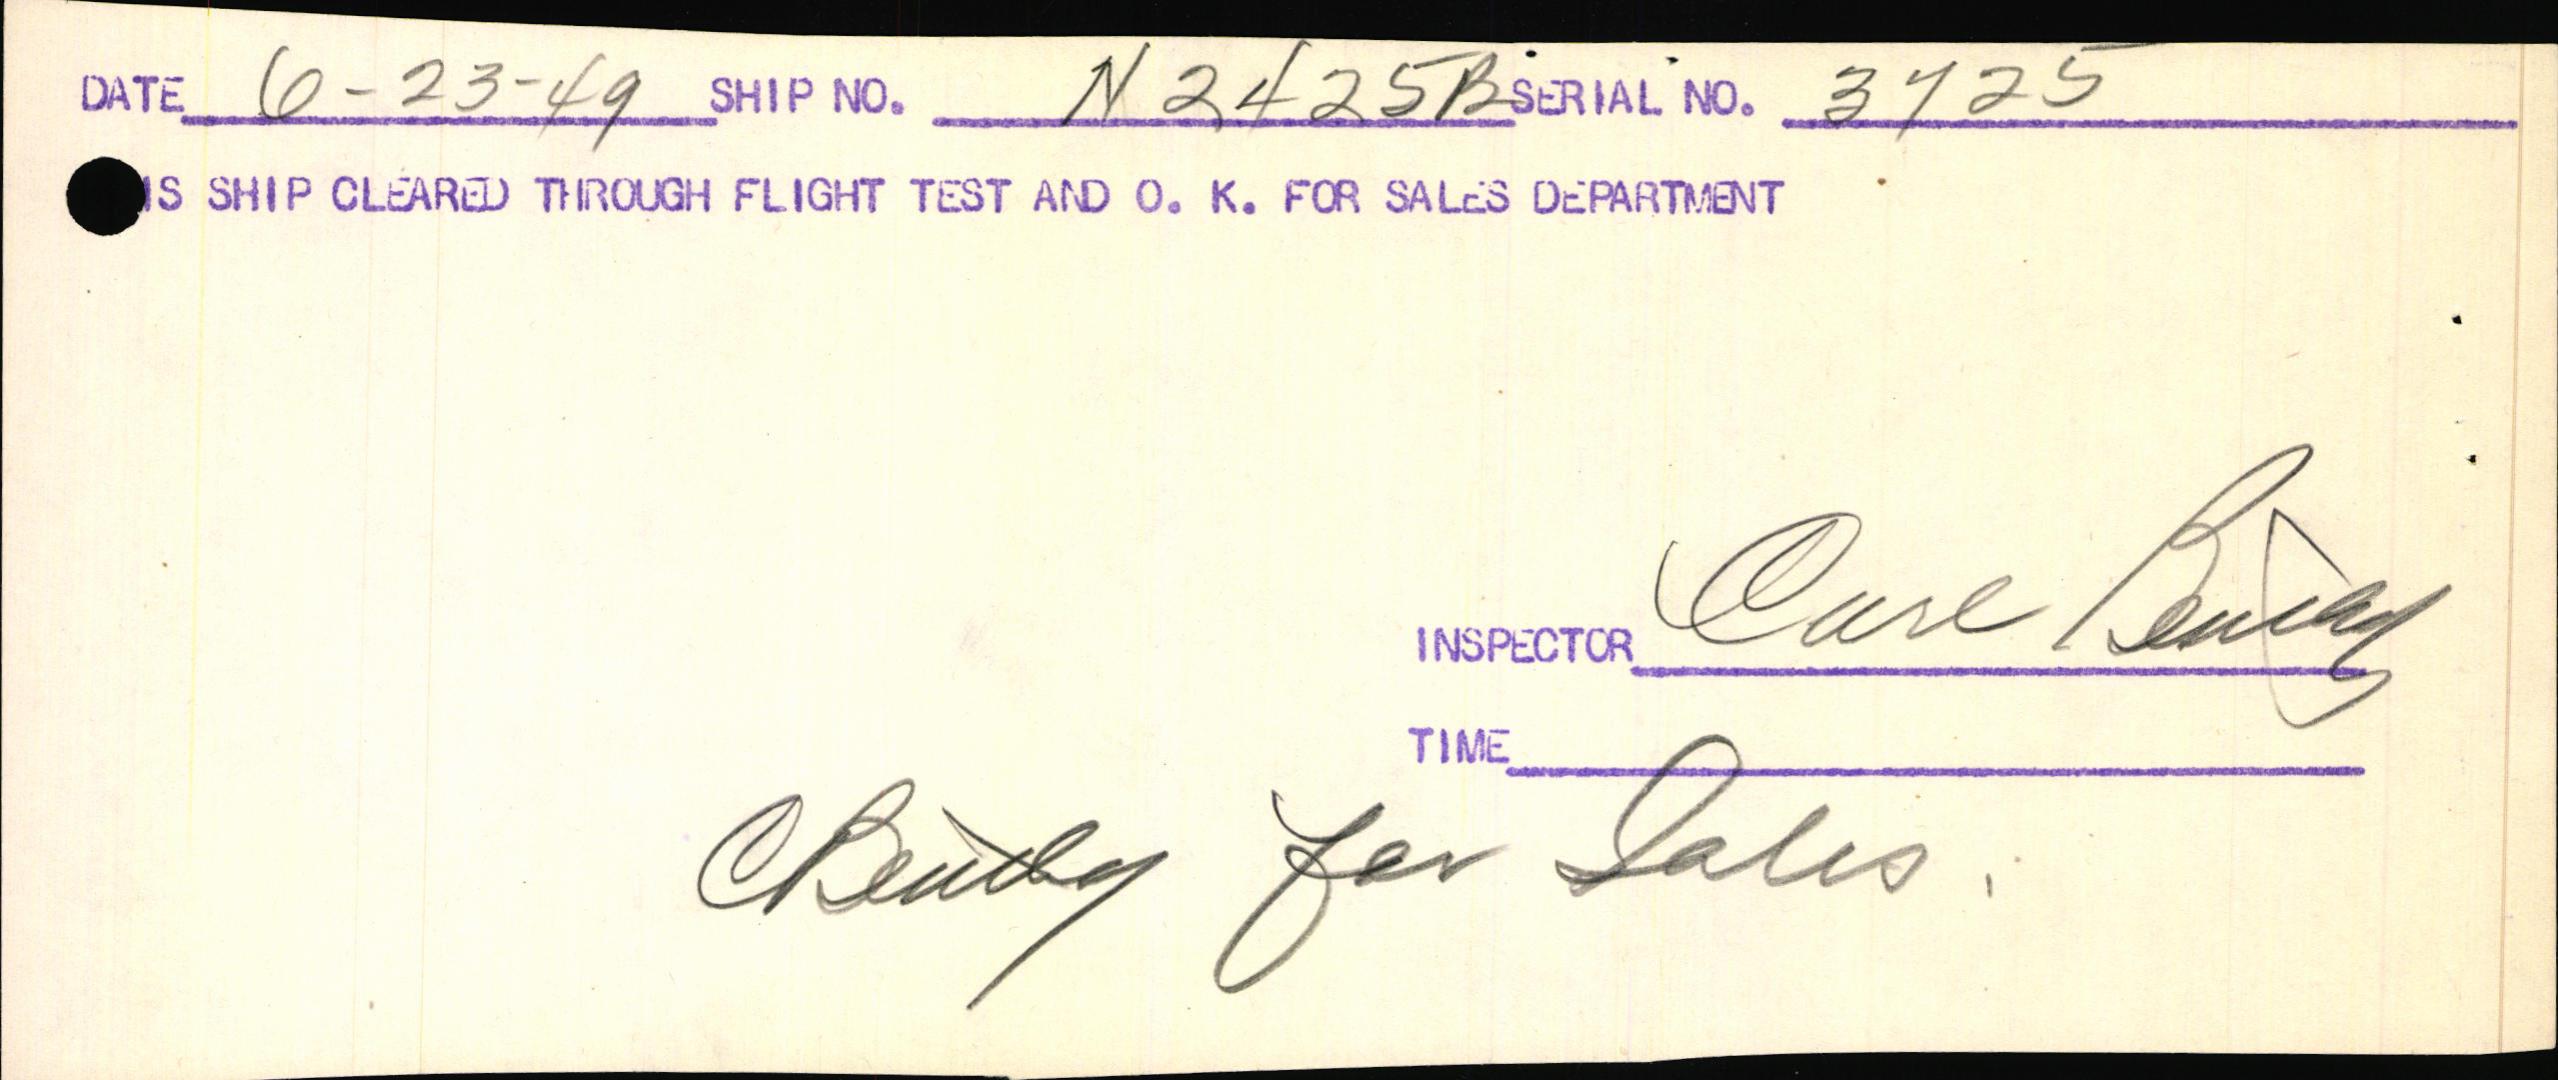 DATE 6-23-49 SHIP NO. N2425B SERIAL NO. 3725
IS SHIP CLEARED THROUGH FLIGHT TEST AND O. K. FOR SALES DEPARTMENT
INSPECTOR Carl
TIME
for Sales.